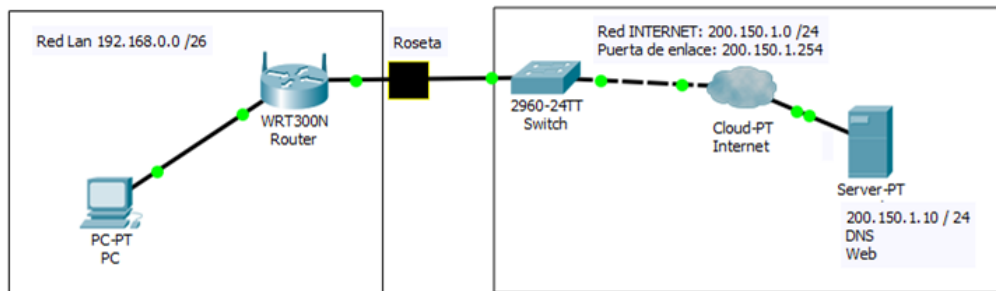 Red Lan 192.168.0.0 /26
WRT300N
Router
PC-PT
PC
Roseta
Red INTERNET: 200.150.1.0 /24
Puerta de enlace: 200.150.1.254
2960-24TT
Switch
Cloud-PT
Internet
Server-PT
200.150.1.10 / 24
DNS
Web